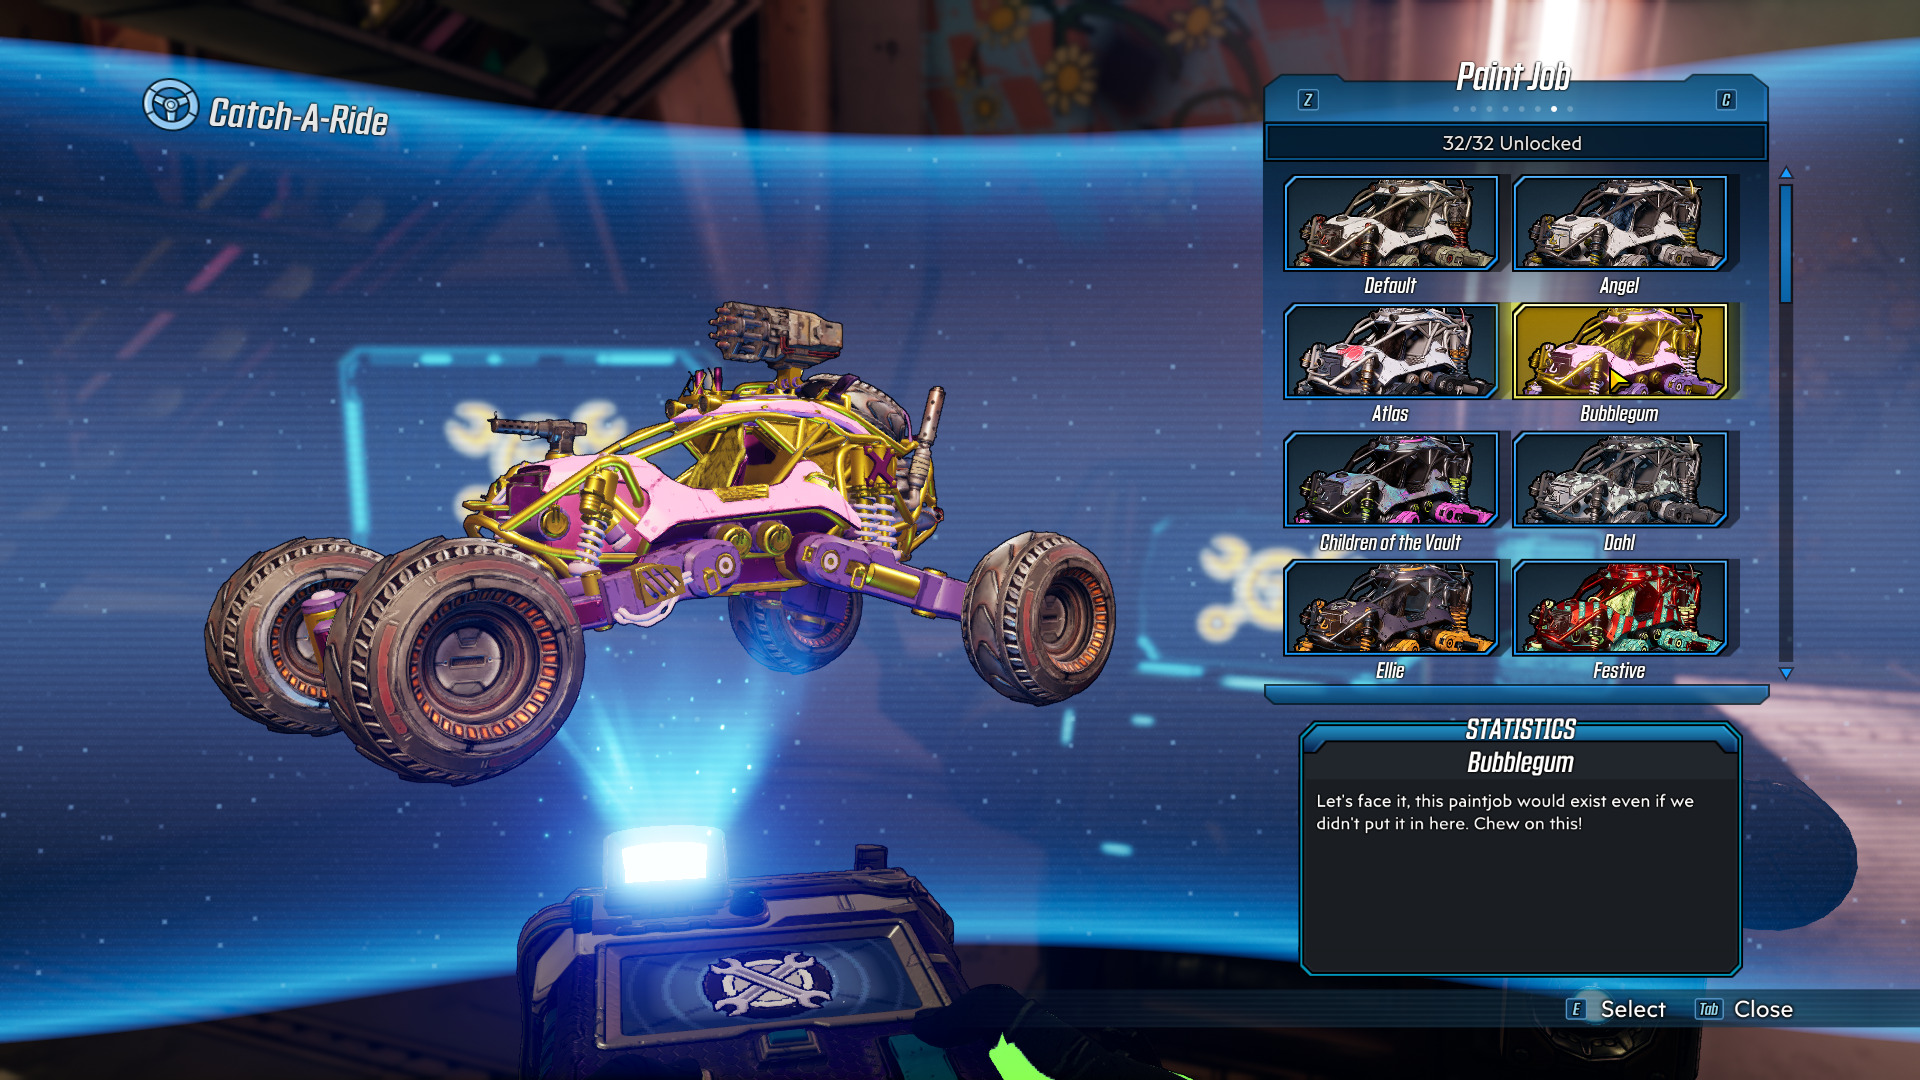 Catch-A-Ride
Paint Job
Z
C
32/32 Unlocked
Default
Angel
Atlas
Bubblegum
Children of the Vault
Dahl
Ellie
Festive
STATISTICS
Bubblegum
Let's face it, this paintjob would exist even if we
didn't put it in here. Chew on this!
E Select
Tab Close